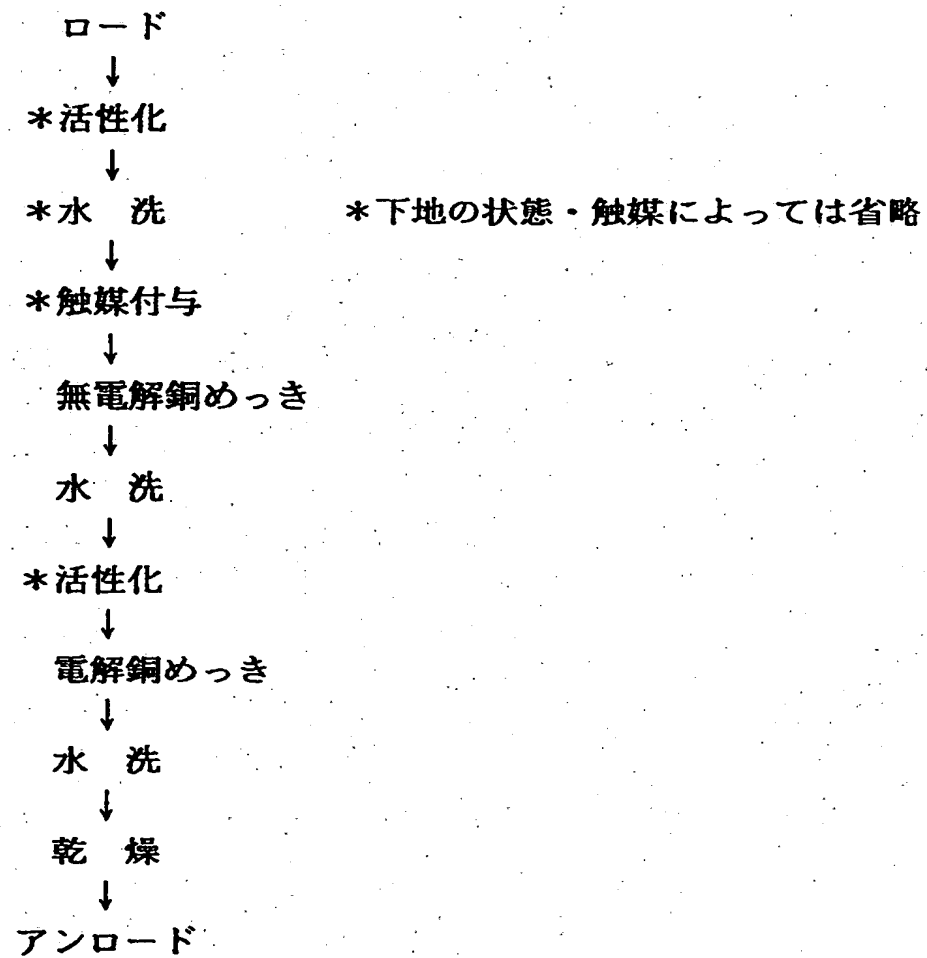 ロード
↓
＊活性化
↓
＊水　洗　　　　　＊下地の状態・触媒によっては省略
↓
＊触媒付与
↓
無電解銅めっき
↓
水　洗
↓
＊活性化
↓
電解銅めっき
↓
水　洗
↓
乾　燥
↓
アンロード